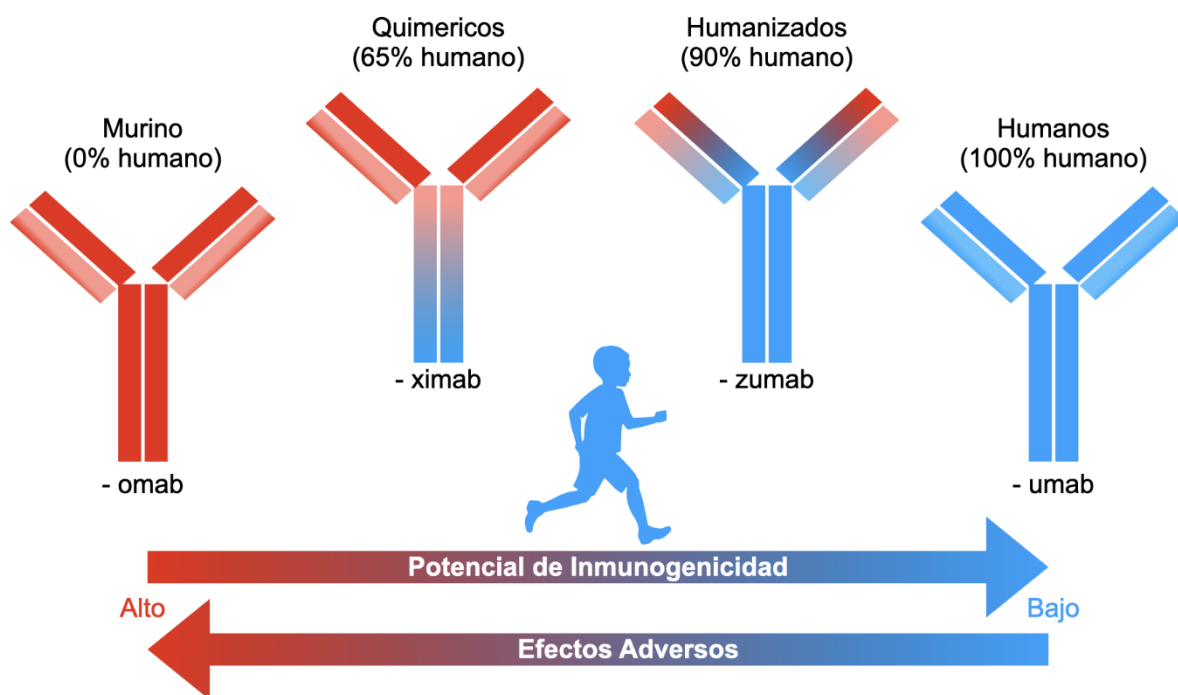 Murino
(0% humano)
Quimericos
(65% humano)
Humanizados
(90% humano)
Humanos
(100% humano)
- omab
- ximab
- zumab
- umab
Potencial de Inmunogenicidad
Alto
Bajo
Efectos Adversos